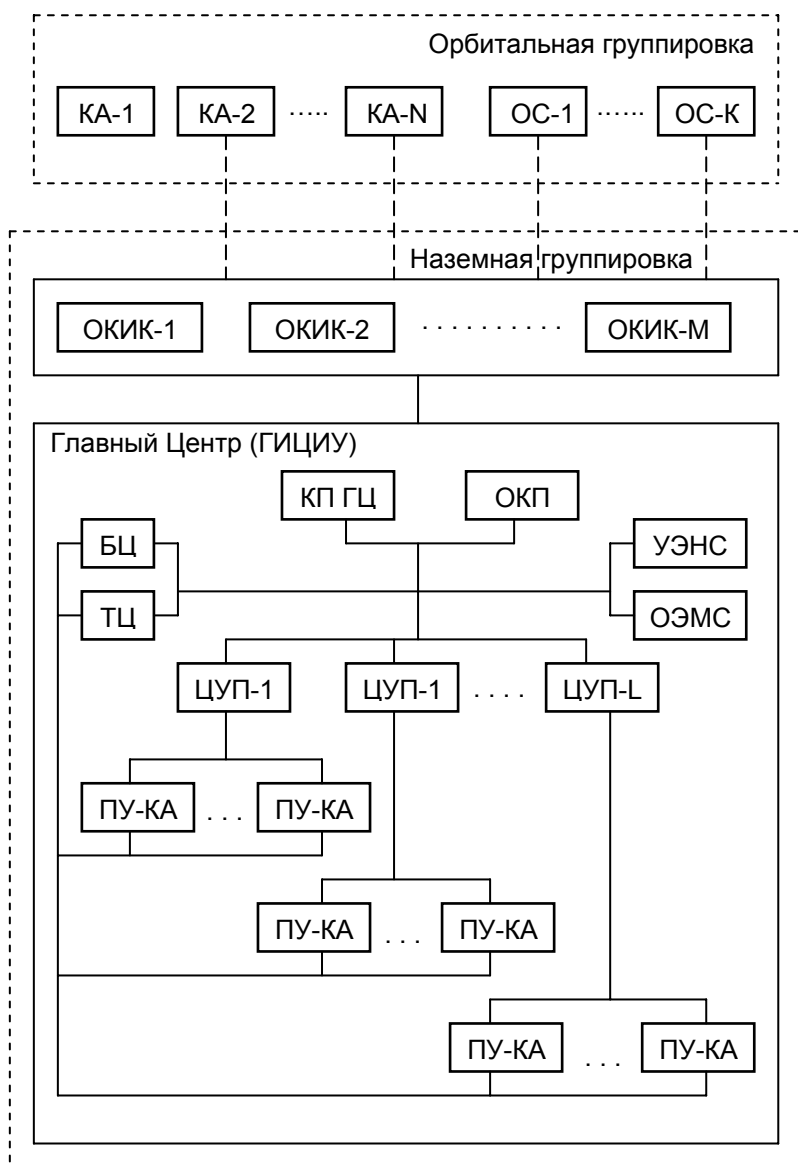 Орбитальная группировка
КА-1 КА-2 ..... КА-N ОС-1 ...... ОС-К
Наземная группировка
ОКИК-1 ОКИК-2 . . . . . . . . . . ОКИК-М
Главный Центр (ГИЦИУ)
КП ГЦ ОКП
БЦ УЭНС
ТЦ ОЭМС
ЦУП-1 ЦУП-1 . . . . ЦУП-L
ПУ-КА . . . ПУ-КА
ПУ-КА . . . ПУ-КА
ПУ-КА . . . ПУ-КА